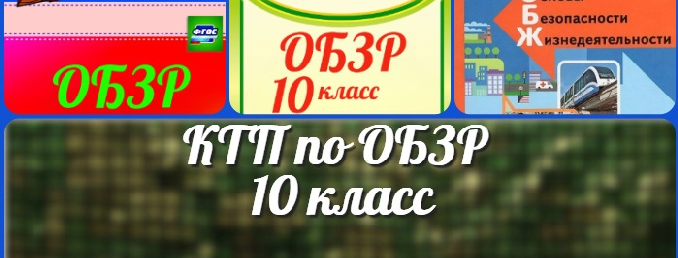 ФГОС
ОБЗР
ОБЗР
10 класс
Безопасности
Жизнедеятельности
КТП по ОБЗР
10 класс